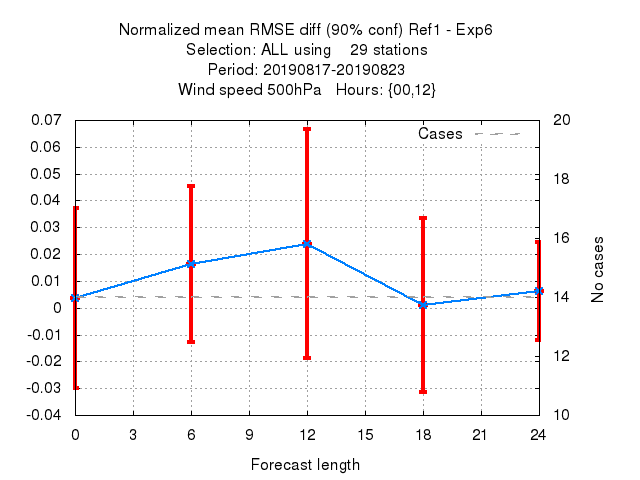 Normalized mean RMSE diff (90% conf) Ref1 - Exp6
Selection: ALL using    29 stations
Period: 20190817-20190823
Wind speed 500hPa   Hours: {00,12}
Cases
0.07
0.06
0.05
0.04
0.03
0.02
0.01
0
-0.01
-0.02
-0.03
-0.04
20
18
16
14
12
10
No cases
0 3 6 9 12 15 18 21 24
Forecast length